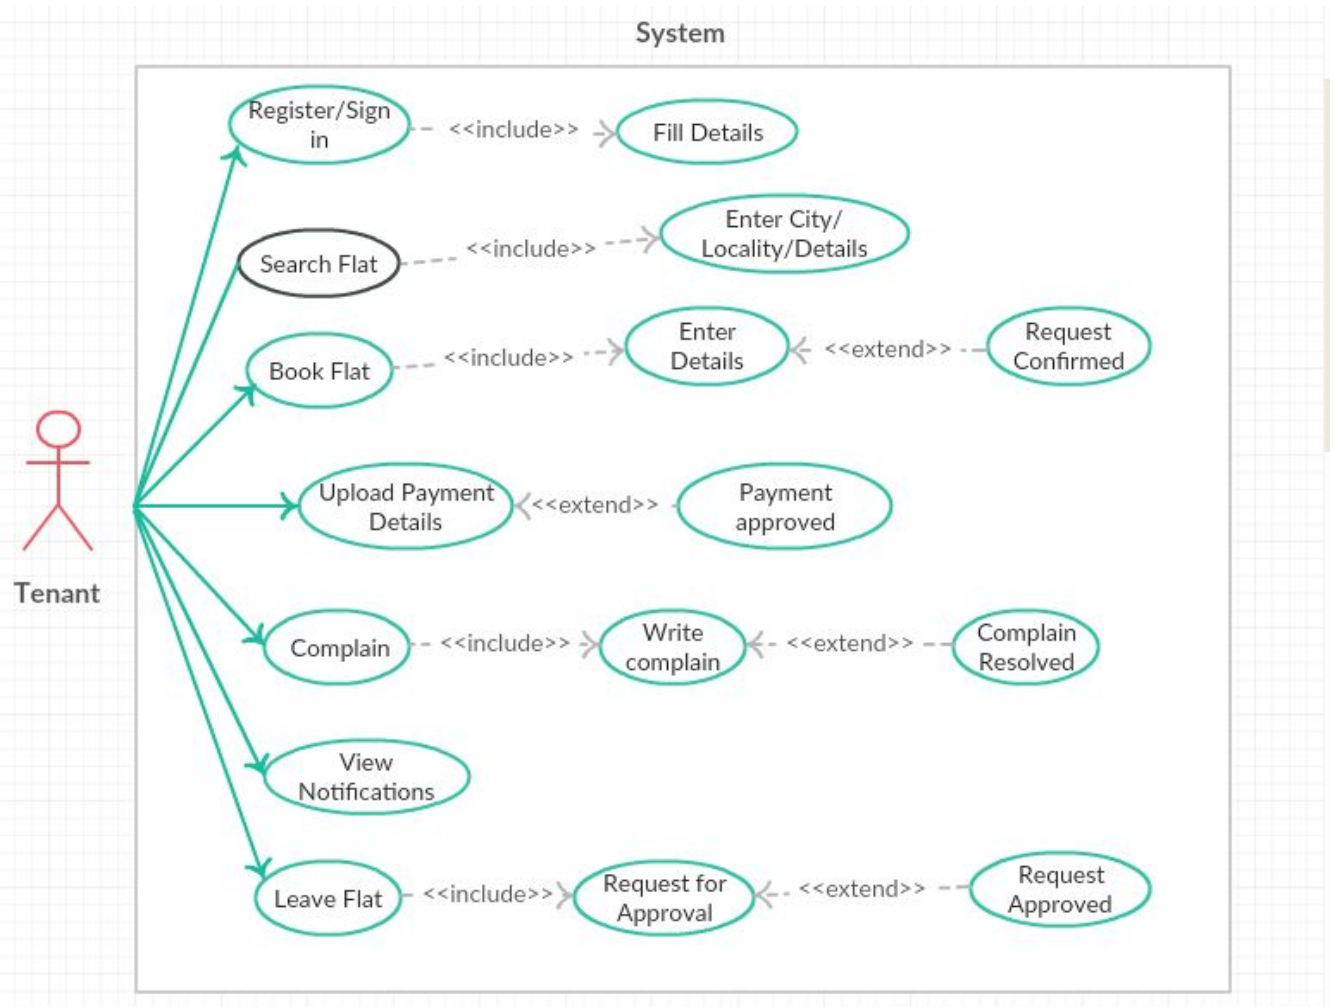 System
Register/Sign
in
<<include>>
Fill Details
Search Flat
<<include>>
Enter City/
Locality/Details
Book Flat
<<include>>
Enter
Details
<<extend>>
Request
Confirmed
Upload Payment
Details
<<extend>>
Payment
approved
Tenant
Complain
<<include>>
Write
complain
<<extend>>
Complain
Resolved
View
Notifications
Leave Flat
<<include>>
Request for
Approval
<<extend>>
Request
Approved